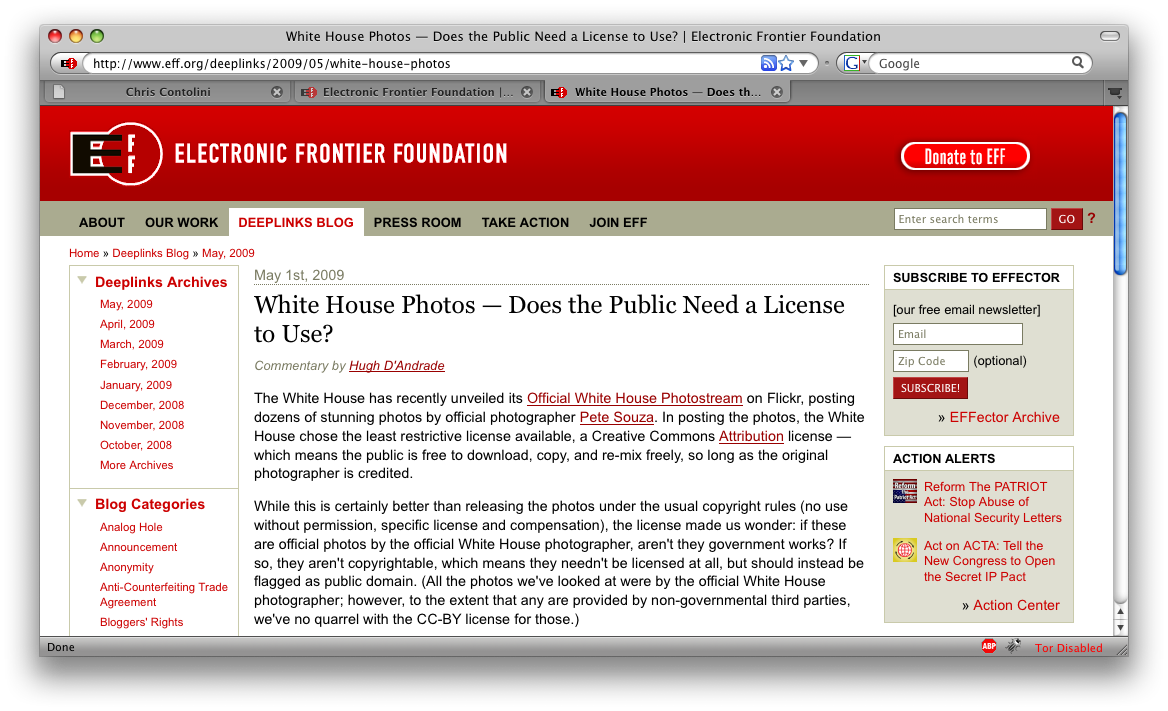 White House Photos — Does the Public Need a License to Use? | Electronic Frontier Foundation
http://www.eff.org/deeplinks/2009/05/white-house-photos
G
Google
Chris Contolini
Electronic Frontier Foundation |...
White House Photos — Does th...
EFF
ELECTRONIC FRONTIER FOUNDATION
Donate to EFF
ABOUT OUR WORK DEEPLINKS BLOG PRESS ROOM TAKE ACTION JOIN EFF
Enter search terms
GO
?
Home » Deeplinks Blog » May, 2009
Deeplinks Archives
May, 2009
April, 2009
March, 2009
February, 2009
January, 2009
December, 2008
November, 2008
October, 2008
More Archives
Blog Categories
Analog Hole
Announcement
Anonymity
Anti-Counterfeiting Trade
Agreement
Bloggers' Rights
May 1st, 2009
White House Photos — Does the Public Need a License
to Use?
Commentary by Hugh D'Andrade
The White House has recently unveiled its Official White House Photostream on Flickr, posting
dozens of stunning photos by official photographer Pete Souza. In posting the photos, the White
House chose the least restrictive license available, a Creative Commons Attribution license —
which means the public is free to download, copy, and re-mix freely, so long as the original
photographer is credited.
While this is certainly better than releasing the photos under the usual copyright rules (no use
without permission, specific license and compensation), the license made us wonder: if these
are official photos by the official White House photographer, aren't they government works? If
so, they aren't copyrightable, which means they needn't be licensed at all, but should instead be
flagged as public domain. (All the photos we've looked at were by the official White House
photographer; however, to the extent that any are provided by non-governmental third parties,
we've no quarrel with the CC-BY license for those.)
SUBSCRIBE TO EFFECTOR
[our free email newsletter]
Email
Zip Code (optional)
SUBSCRIBE!
» EFFector Archive
ACTION ALERTS
Reform
the
Patriot Act
Reform The PATRIOT
Act: Stop Abuse of
National Security Letters
Act on ACTA: Tell the
New Congress to Open
the Secret IP Pact
» Action Center
Done
ABP
Tor Disabled